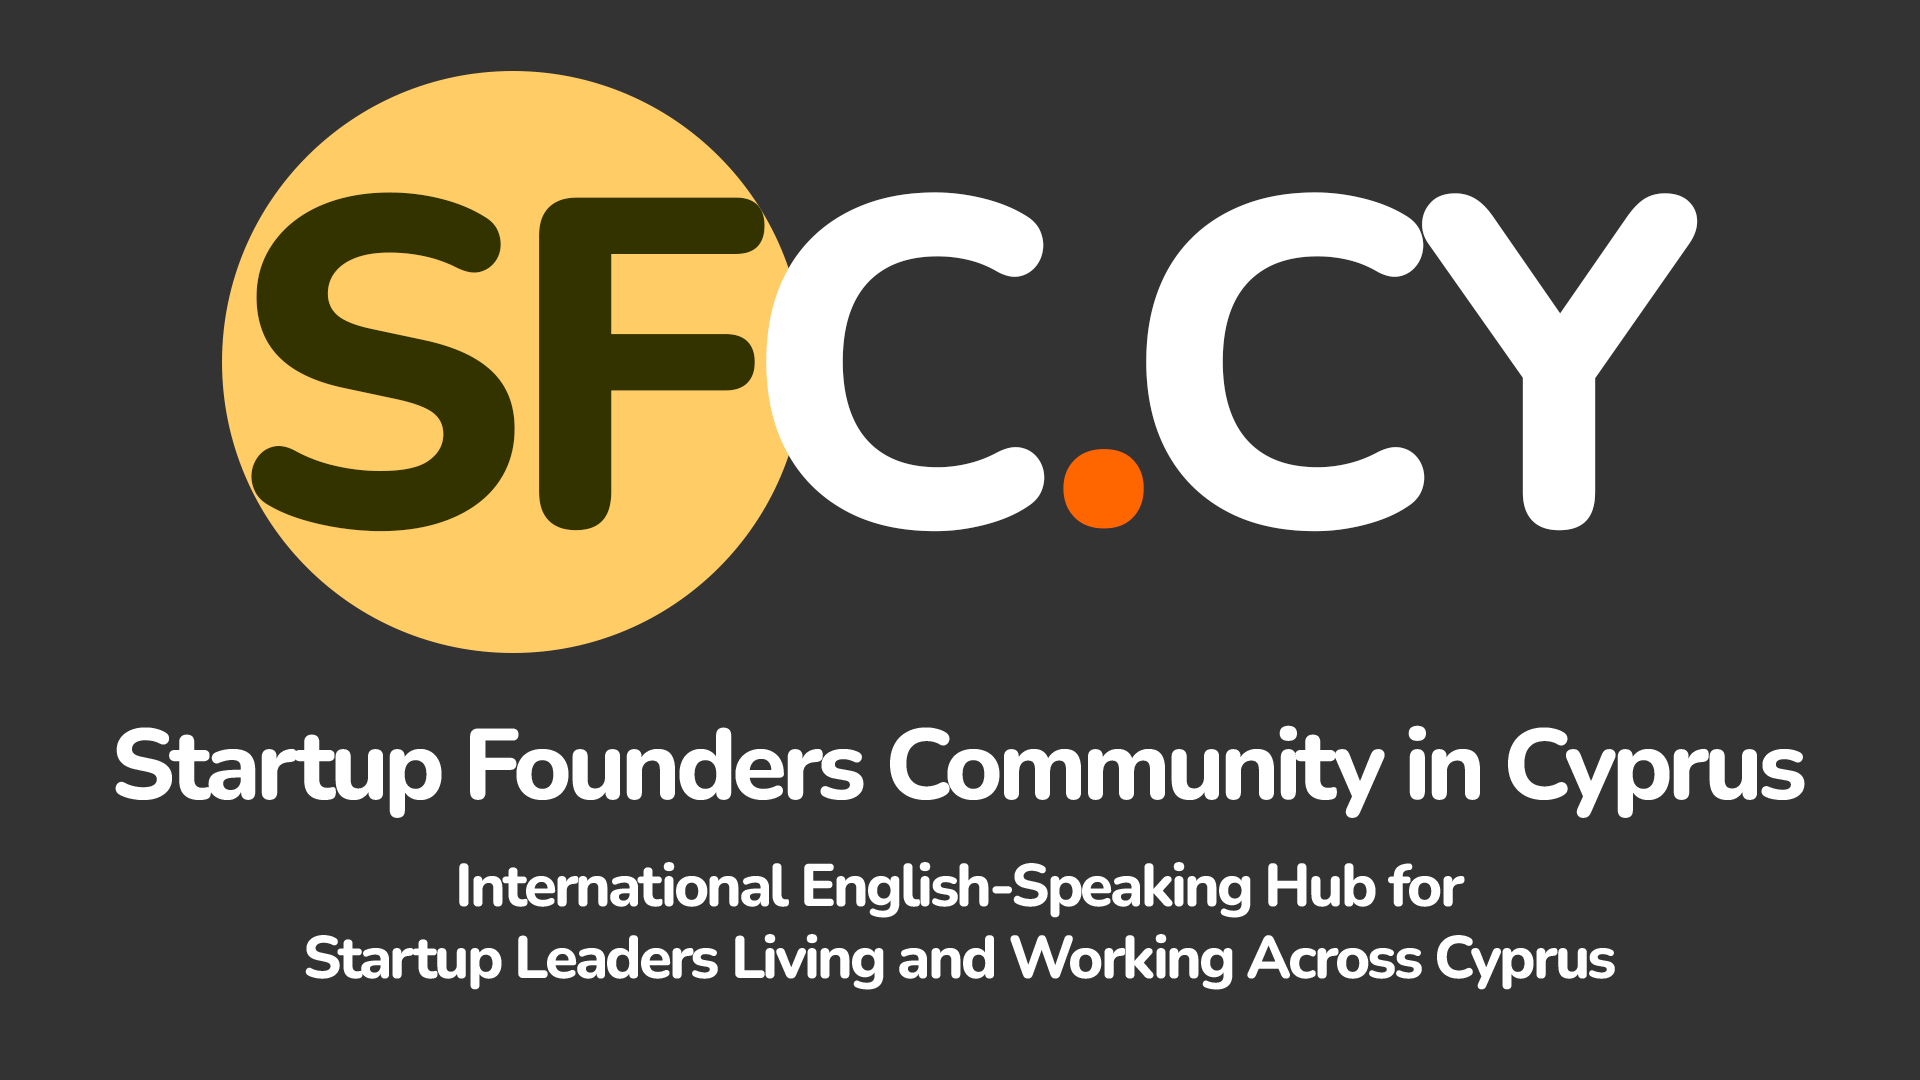 SFC.CY
Startup Founders Community in Cyprus
International English-Speaking Hub for
Startup Leaders Living and Working Across Cyprus